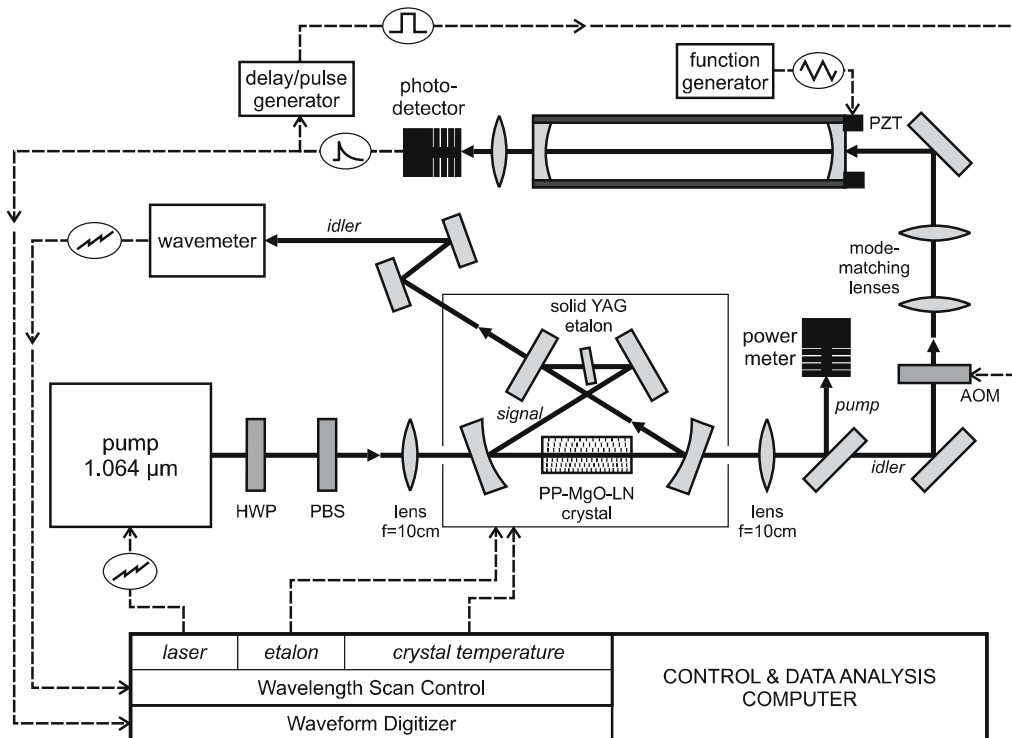 delay/pulse
generator
photo-
detector
function
generator
PZT
wavemeter
idler
mode-
matching
lenses
solid YAG
etalon
power
meter
AOM
signal
pump
pump
1.064 µm
idler
HWP
PBS
lens
f=10cm
PP-MgO-LN
crystal
lens
f=10cm
laser
etalon
crystal temperature
Wavelength Scan Control
Waveform Digitizer
CONTROL & DATA ANALYSIS
COMPUTER